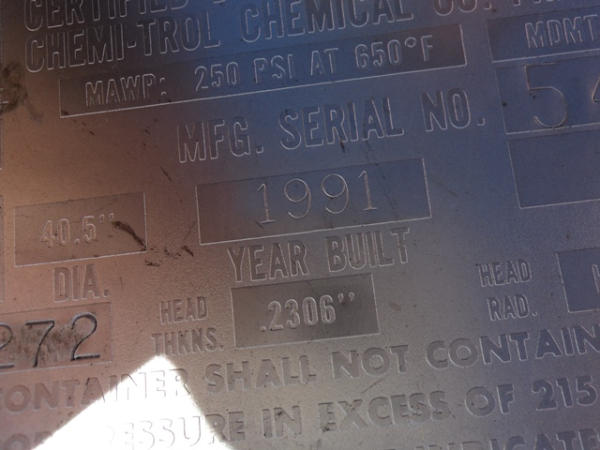 CERTIFIED
CHEMI-TROL CHEMICAL CO.
MAWP: 250 PSI AT 650°F
MDMT
MFG. SERIAL NO.
1991
40.5"
YEAR BUILT
DIA.
HEAD THKNS.
.2306"
HEAD RAD.
272
CONTAINER SHALL NOT CONTAIN
PRESSURE IN EXCESS OF 215